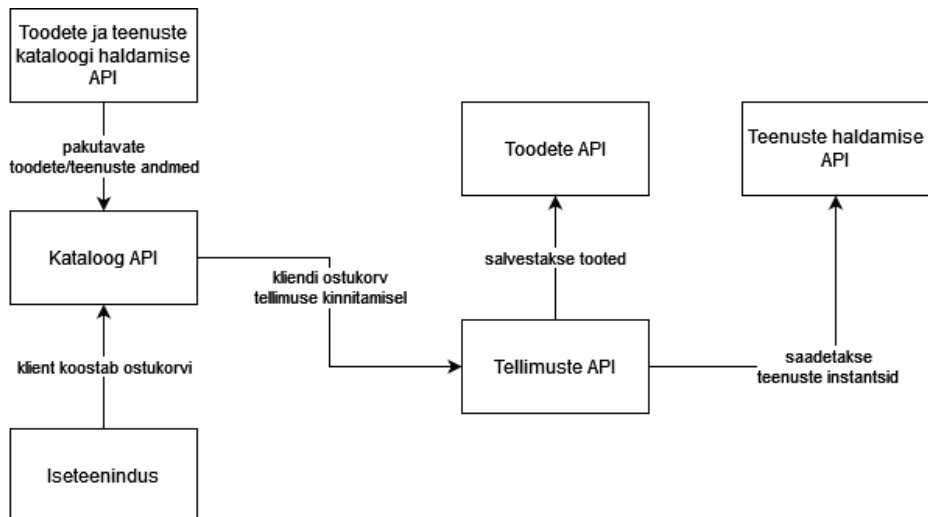 Toodete ja teenuste
kataloogi haldamise
API
pakutavate
toodete/teenuste andmed
Kataloog API
klient koostab ostukorvi
Iseteenindus
kliendi ostukorv
tellimuse kinnitamisel
Toodete API
salvestakse tooted
Tellimuste API
Teenuste haldamise
API
saadetakse
teenuste instantsid